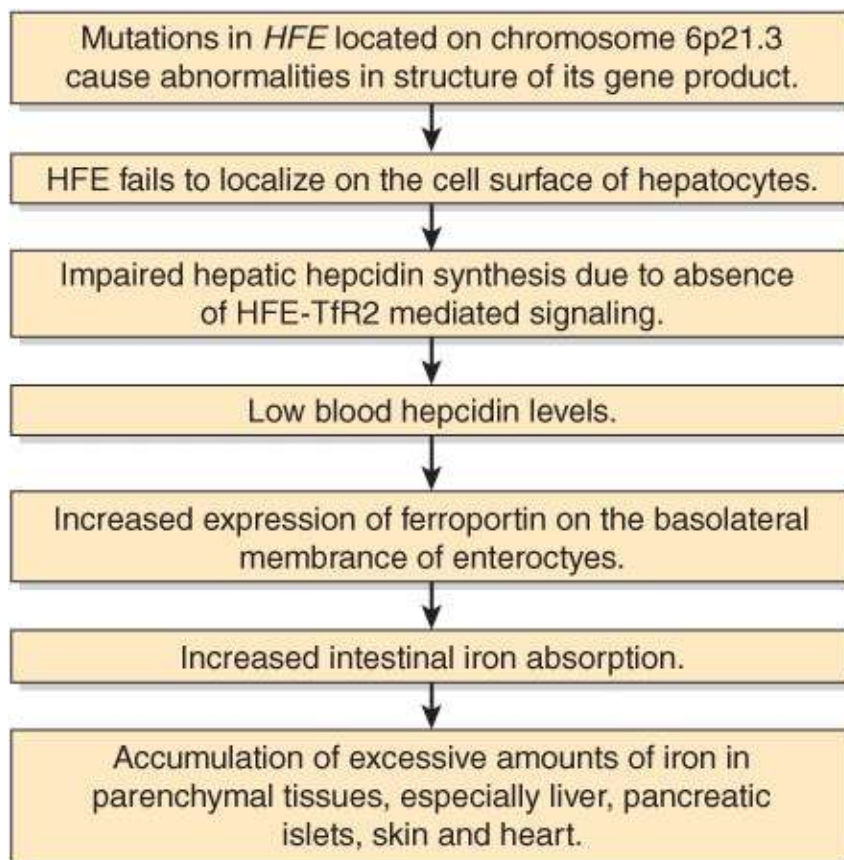 Mutations in HFE located on chromosome 6p21.3
cause abnormalities in structure of its gene product.
HFE fails to localize on the cell surface of hepatocytes.
Impaired hepatic hepcidin synthesis due to absence
of HFE-TfR2 mediated signaling.
Low blood hepcidin levels.
Increased expression of ferroportin on the basolateral
membrance of enteroctyes.
Increased intestinal iron absorption.
Accumulation of excessive amounts of iron in
parenchymal tissues, especially liver, pancreatic
islets, skin and heart.